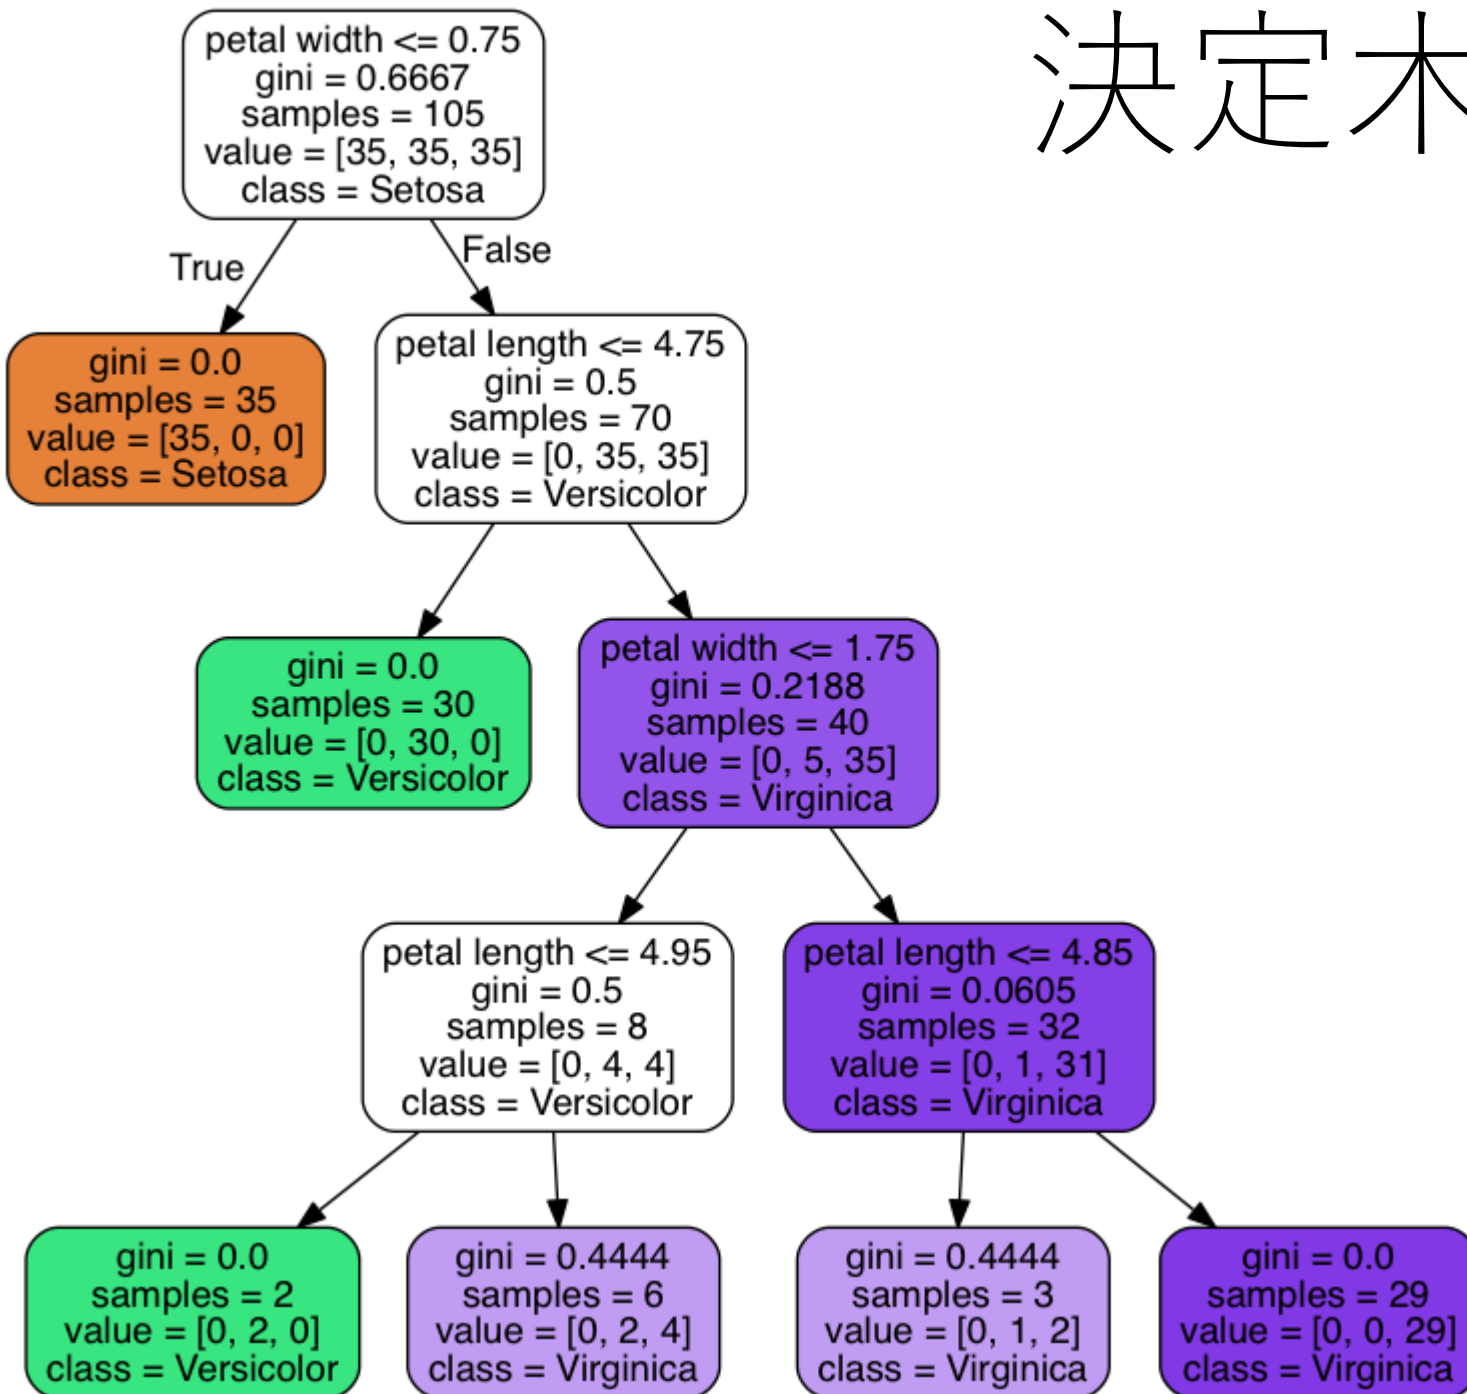 決定木
petal width <= 0.75
gini = 0.6667
samples = 105
value = [35, 35, 35]
class = Setosa
True
False
gini = 0.0
samples = 35
value = [35, 0, 0]
class = Setosa
petal length <= 4.75
gini = 0.5
samples = 70
value = [0, 35, 35]
class = Versicolor
gini = 0.0
samples = 30
value = [0, 30, 0]
class = Versicolor
petal width <= 1.75
gini = 0.2188
samples = 40
value = [0, 5, 35]
class = Virginica
petal length <= 4.95
gini = 0.5
samples = 8
value = [0, 4, 4]
class = Versicolor
petal length <= 4.85
gini = 0.0605
samples = 32
value = [0, 1, 31]
class = Virginica
gini = 0.0
samples = 2
value = [0, 2, 0]
class = Versicolor
gini = 0.4444
samples = 6
value = [0, 2, 4]
class = Virginica
gini = 0.4444
samples = 3
value = [0, 1, 2]
class = Virginica
gini = 0.0
samples = 29
value = [0, 0, 29]
class = Virginica